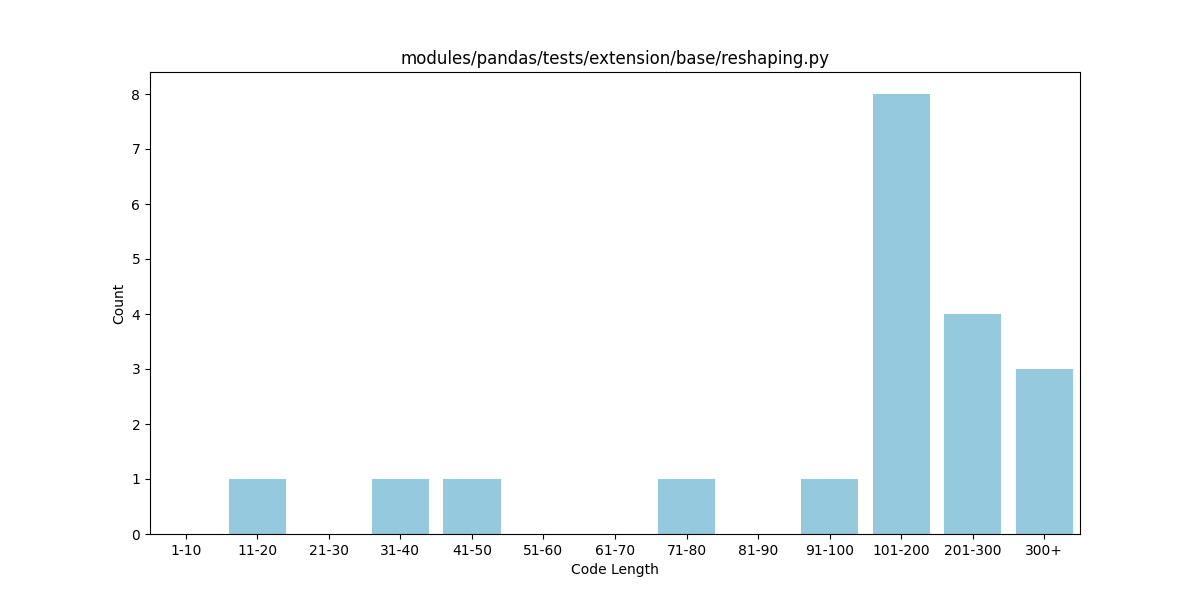 modules/pandas/tests/extension/base/reshaping.py
8
7
6
5
4
3
2
1
0
Count
1-10 11-20 21-30 31-40 41-50 51-60 61-70 71-80 81-90 91-100 101-200 201-300 300+
Code Length